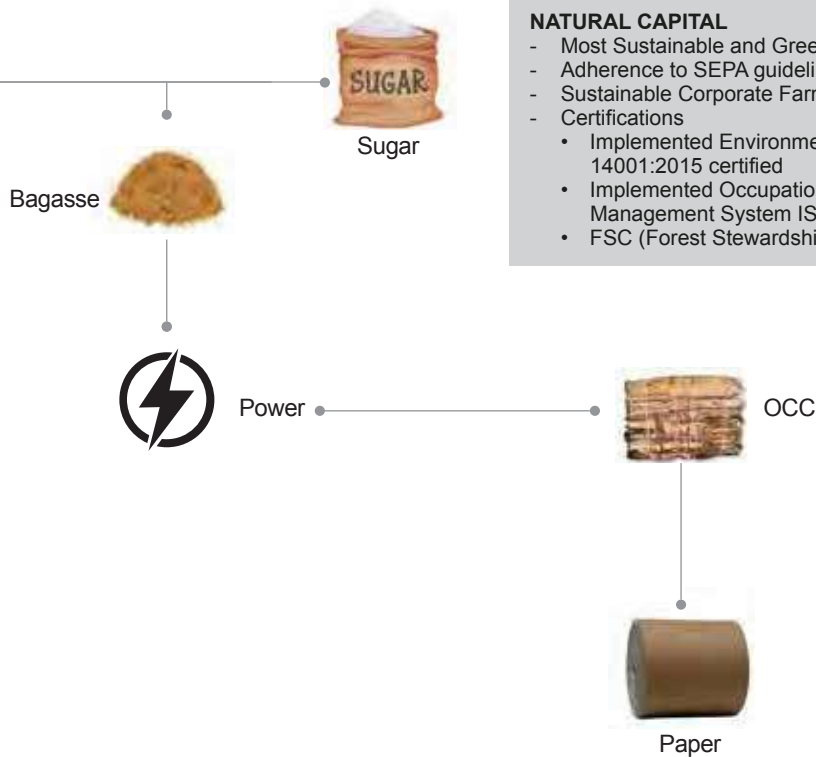 SUGAR
Sugar
NATURAL CAPITAL
- Most Sustainable and Gree
- Adherence to SEPA guideli
- Sustainable Corporate Farm
- Certifications
• Implemented Environme
14001:2015 certified
• Implemented Occupatio
Management System IS
• FSC (Forest Stewardshi
Bagasse
Power
OCC
Paper